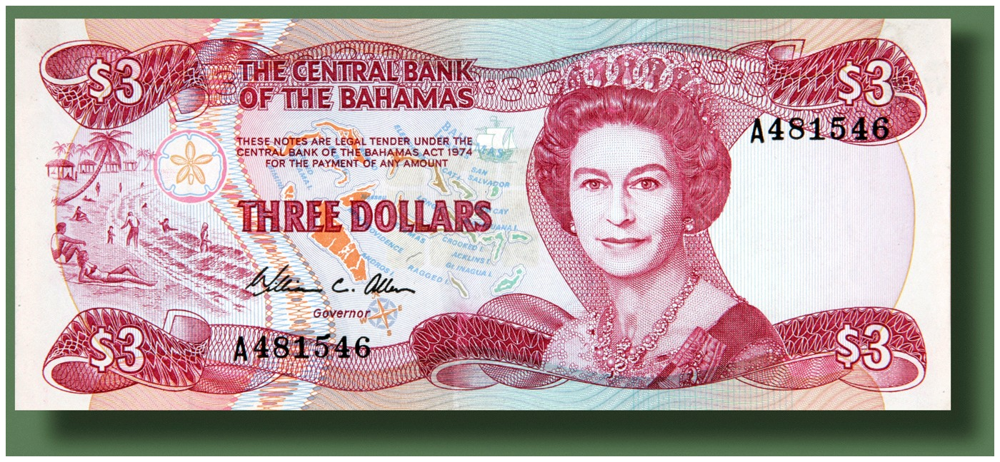 $3
THE CENTRAL BANK
OF THE BAHAMAS
$3
A481546
THESE NOTES ARE LEGAL TENDER UNDER THE
CENTRAL BANK OF THE BAHAMAS ACT 1974
FOR THE PAYMENT OF ANY AMOUNT
SAN
SALVADOR
CAT I.
THREE DOLLARS
CROOKED I.
ACKLINS I.
Gt INAGUA I.
ANDROS I.
RAGGED I.
William C. Allen
Governor
E
W
S
$3
A481546
$3